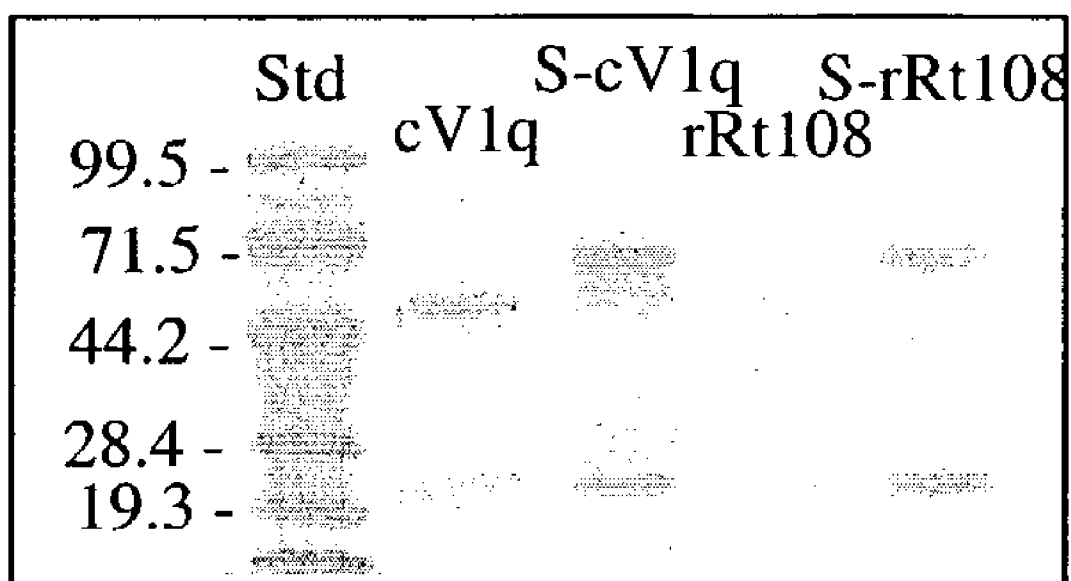 Std
S-cV1q
S-rRt108
cV1q
rRt108
99.5 -
71.5 -
44.2 -
28.4 -
19.3 -